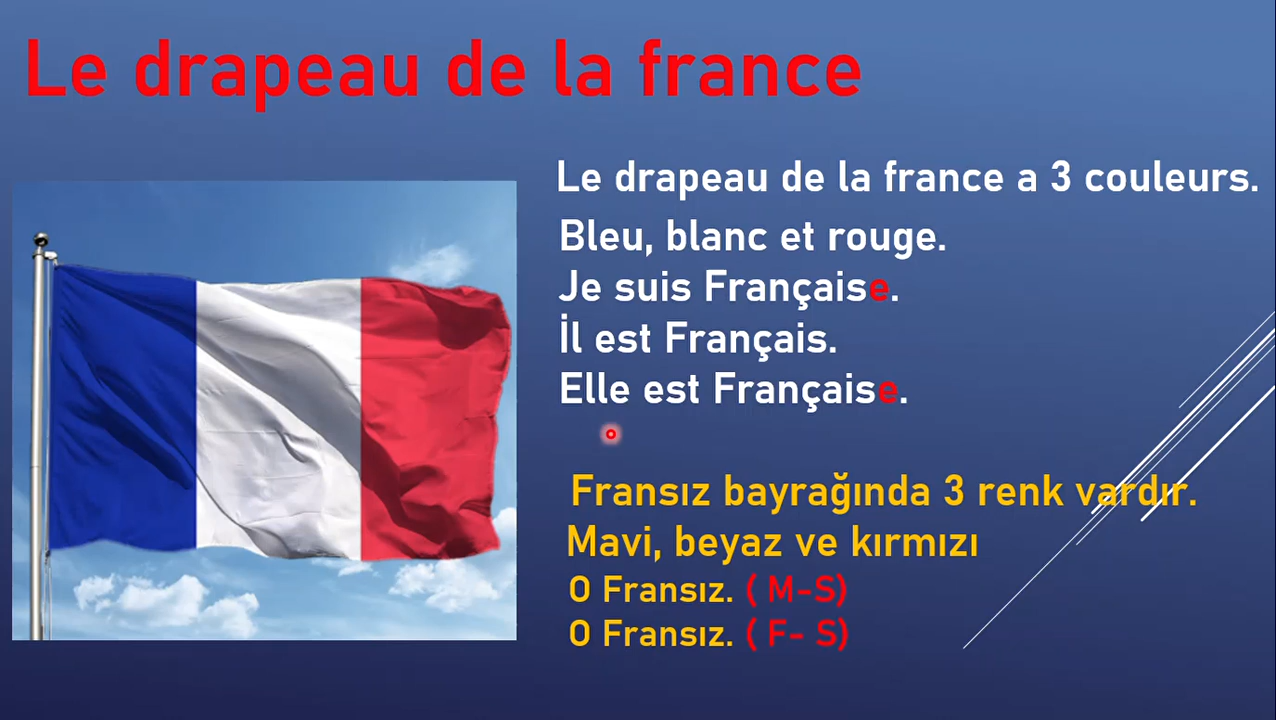 Le drapeau de la france
Le drapeau de la france a 3 couleurs.
Bleu, blanc et rouge.
Je suis Française.
İl est Français.
Elle est Française.
Fransız bayrağında 3 renk vardır.
Mavi, beyaz ve kırmızı
O Fransız. ( M-S)
O Fransız. ( F- S)